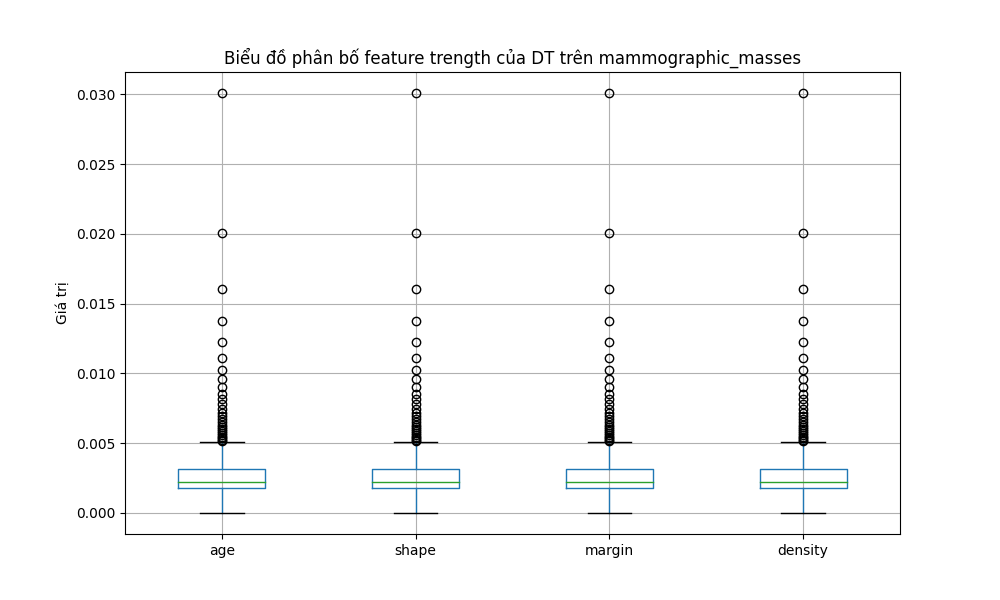 Biểu đồ phân bố feature trength của DT trên mammographic_masses
0.030
0.025
0.020
0.015
0.010
0.005
0.000
Giá trị
age shape margin density